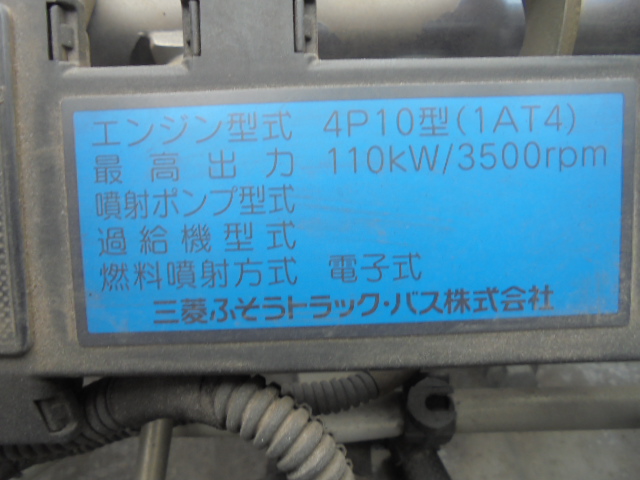 エンジン型式 4P10型(1AT4)
最高出力 110kW/3500rpm
噴射ポンプ型式
過給機型式
燃料噴射方式 電子式
三菱ふそうトラック・バス株式会社